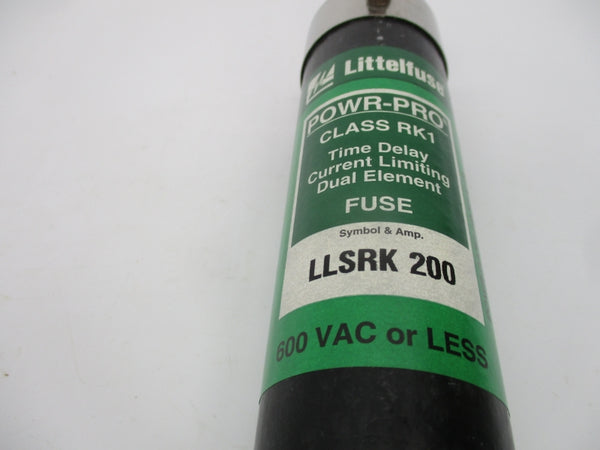 Littelfuse
POWR-PRO
CLASS RK1
Time Delay
Current Limiting
Dual Element
FUSE
Symbol & Amp.
LLSRK 200
600 VAC or LESS